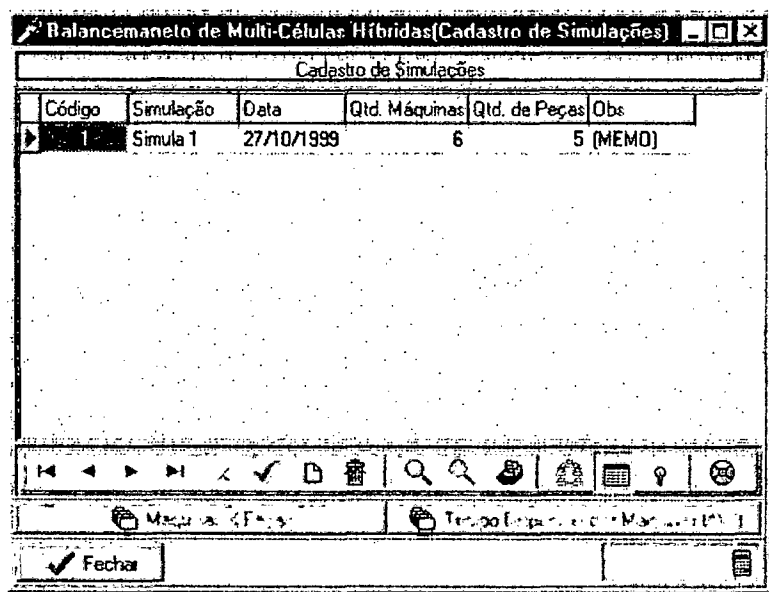 Balancemaneto de Multi-Células Híbridas(Cadastro de Simulações)
Cadastro de Simulações
Código Simulação Data Qtd. Máquinas Qtd. de Peças Obs
1 Simula 1 27/10/1999 6 5 (MEMO)
Tempo
Fechar